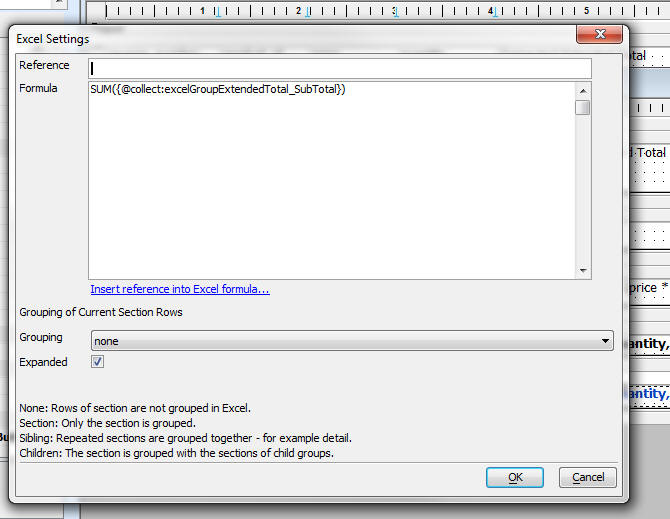 1 2 3 4 5
Excel Settings
Reference
Formula
SUM({@collect:excelGroupExtendedTotal_SubTotal})
Insert reference into Excel formula...
Grouping of Current Section Rows
Grouping
none
Expanded
None: Rows of section are not grouped in Excel.
Section: Only the section is grouped.
Sibling: Repeated sections are grouped together - for example detail.
Children: The section is grouped with the sections of child groups.
OK
Cancel
otal
d Total
price *
antity,
antity,
Bu